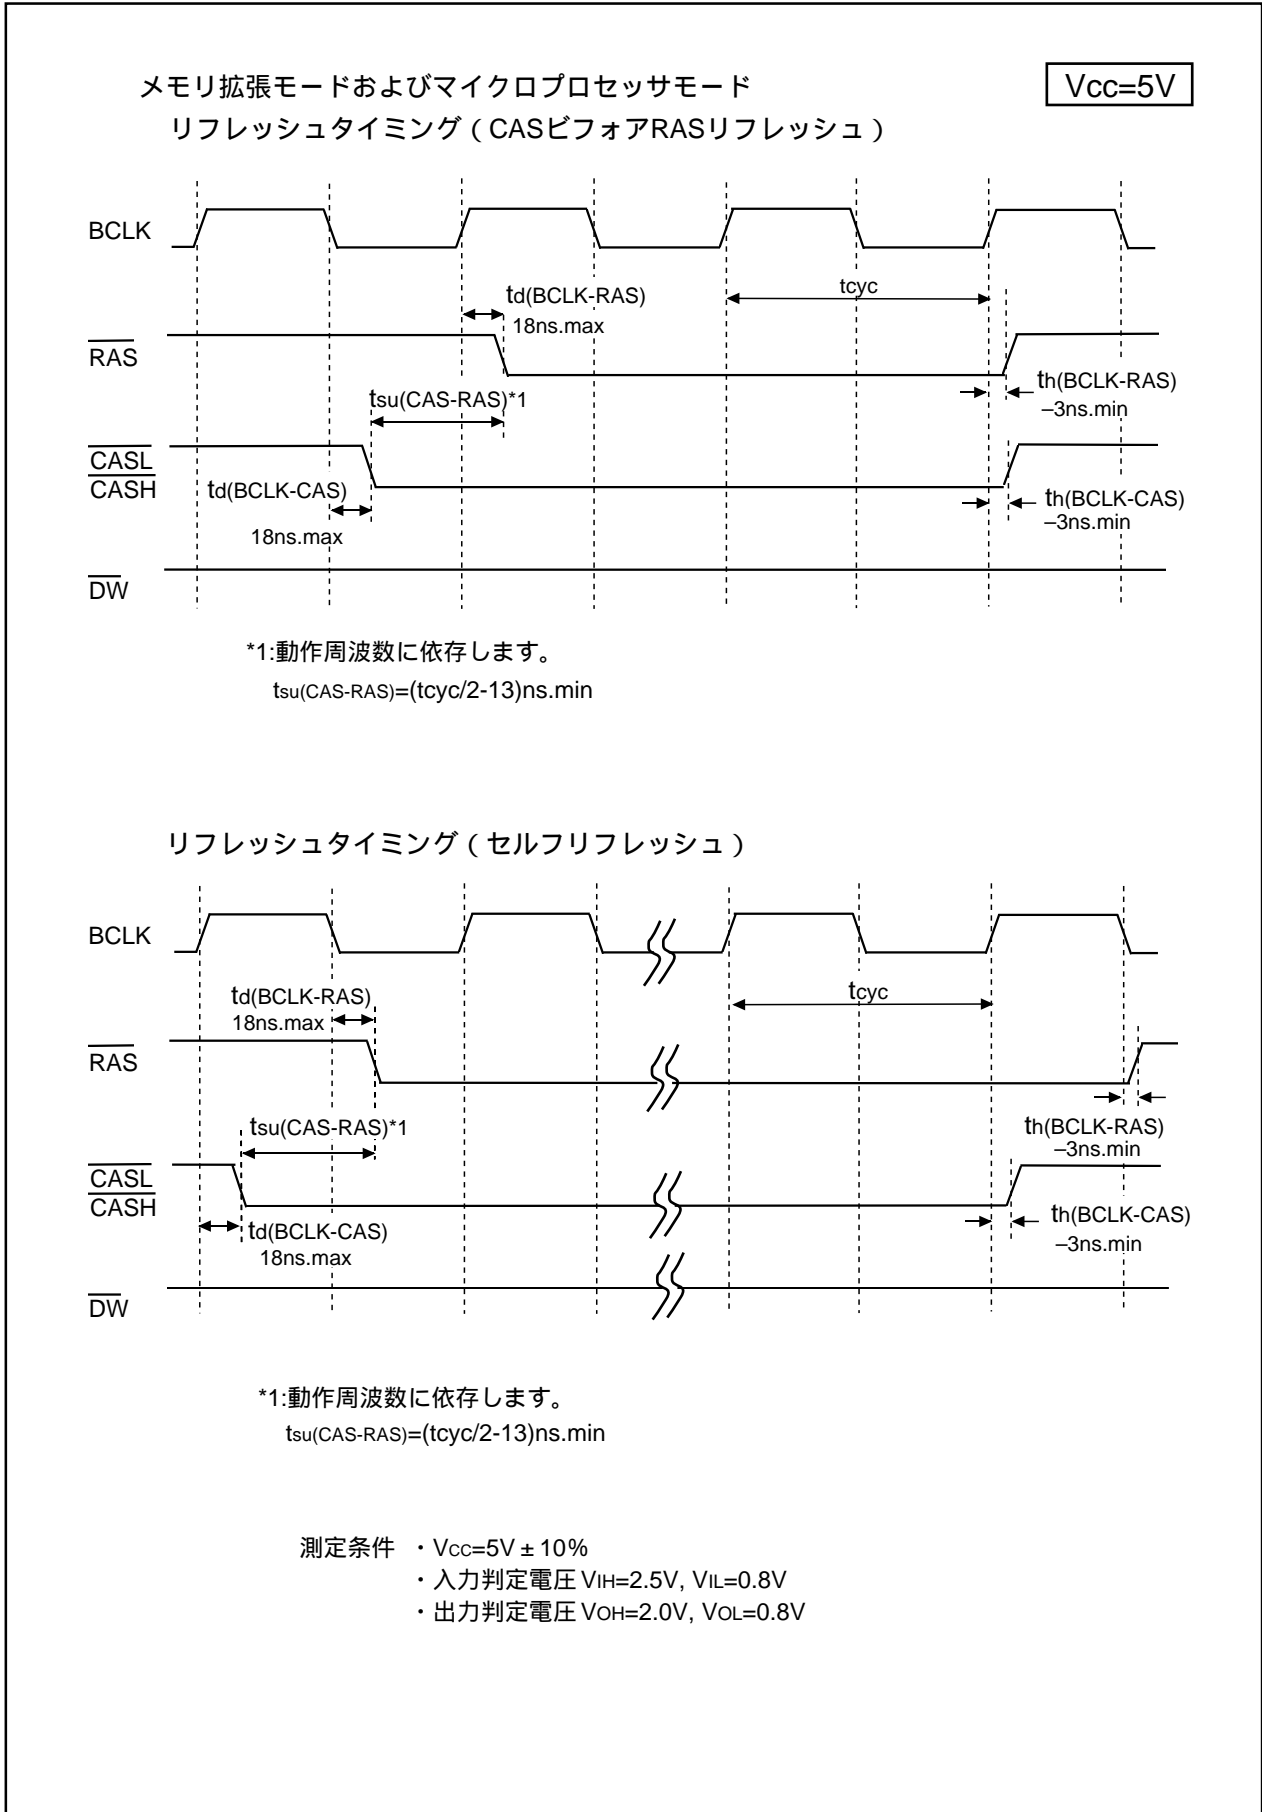 メモリ拡張モードおよびマイクロプロセッサモード
Vcc=5V
リフレッシュタイミング（CASビフォアRASリフレッシュ）
BCLK
td(BCLK-RAS)
18ns.max
tcyc
RAS
th(BCLK-RAS)
–3ns.min
tsu(CAS-RAS)*1
CASL
CASH
td(BCLK-CAS)
18ns.max
th(BCLK-CAS)
–3ns.min
DW
*1:動作周波数に依存します。
tsu(CAS-RAS)=(tcyc/2-13)ns.min
リフレッシュタイミング（セルフリフレッシュ）
BCLK
td(BCLK-RAS)
18ns.max
tcyc
RAS
tsu(CAS-RAS)*1
th(BCLK-RAS)
–3ns.min
CASL
CASH
td(BCLK-CAS)
18ns.max
th(BCLK-CAS)
–3ns.min
DW
*1:動作周波数に依存します。
tsu(CAS-RAS)=(tcyc/2-13)ns.min
測定条件 ・VCC=5V±10%
・入力判定電圧 VIH=2.5V, VIL=0.8V
・出力判定電圧 VOH=2.0V, VOL=0.8V